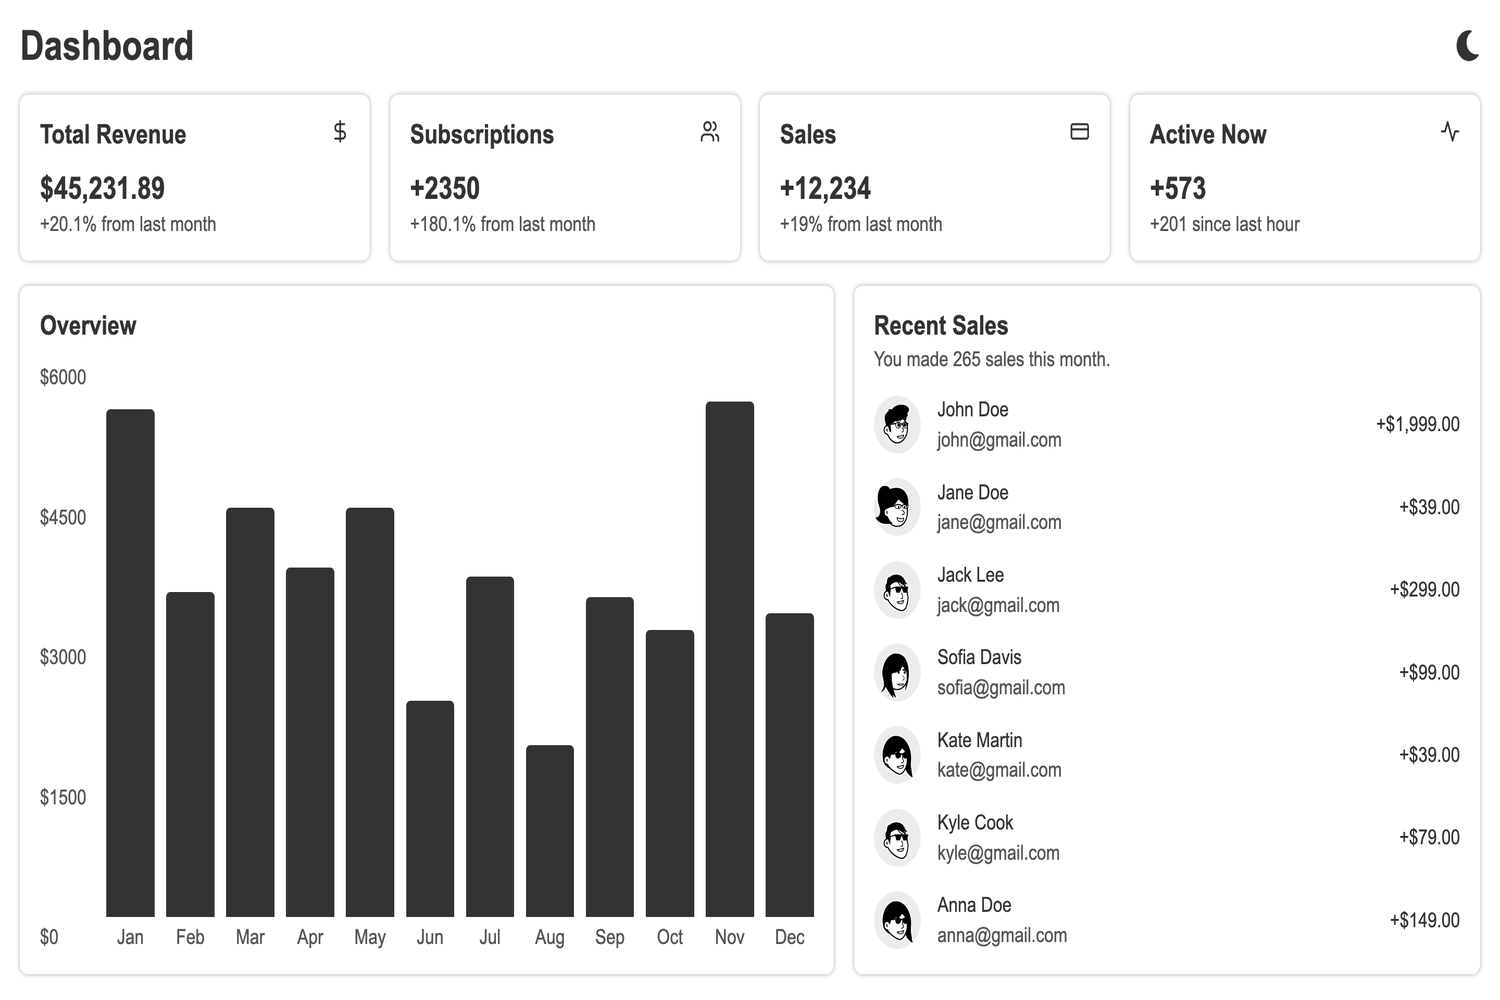 Dashboard
Total Revenue
$45,231.89
+20.1% from last month
Subscriptions
+2350
+180.1% from last month
Sales
+12,234
+19% from last month
Active Now
+573
+201 since last hour
Overview
$6000
$4500
$3000
$1500
$0
Jan Feb Mar Apr May Jun Jul Aug Sep Oct Nov Dec
Recent Sales
You made 265 sales this month.
John Doe
john@gmail.com
+$1,999.00
Jane Doe
jane@gmail.com
+$39.00
Jack Lee
jack@gmail.com
+$299.00
Sofia Davis
sofia@gmail.com
+$99.00
Kate Martin
kate@gmail.com
+$39.00
Kyle Cook
kyle@gmail.com
+$79.00
Anna Doe
anna@gmail.com
+$149.00